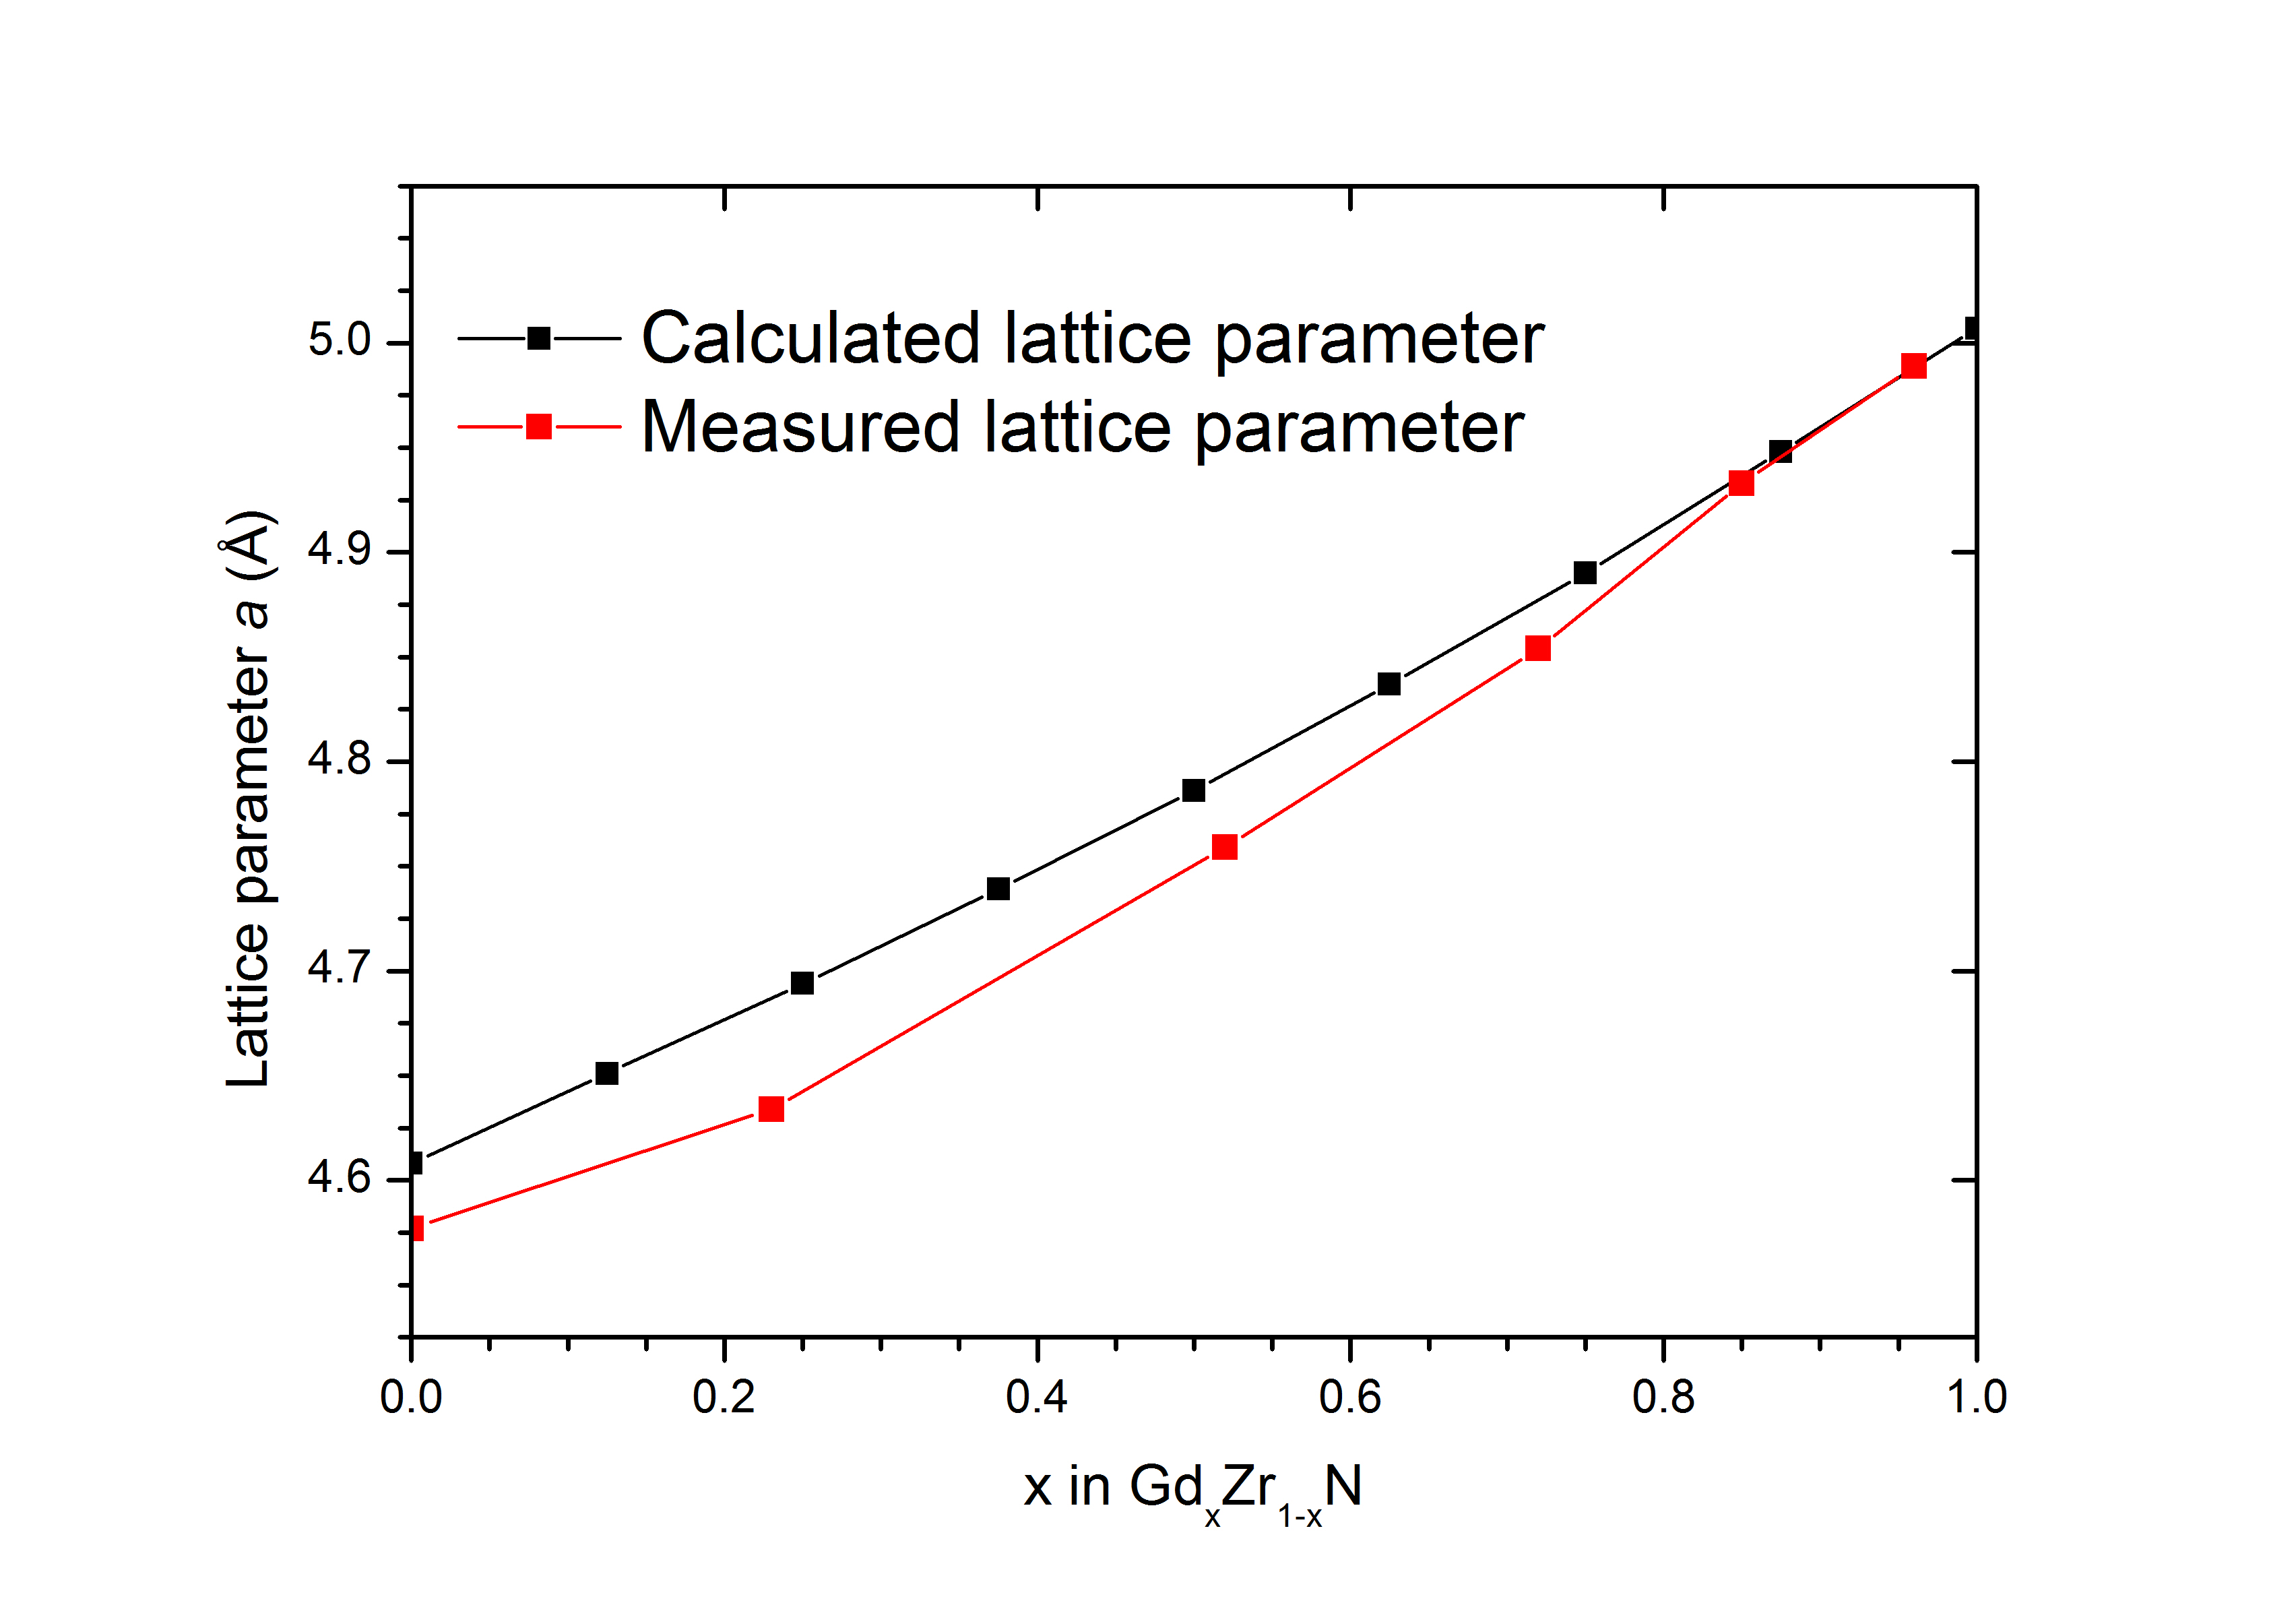 Calculated lattice parameter
Measured lattice parameter
Lattice parameter a (Å)
5.0
4.9
4.8
4.7
4.6
0.0 0.2 0.4 0.6 0.8 1.0
x in GdxZr1-xN